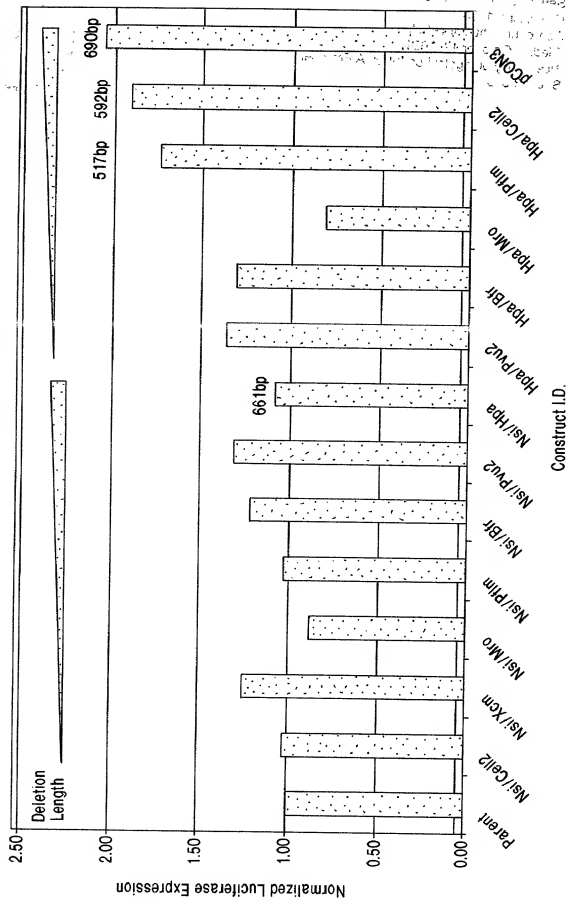 Deletion
Length
2.50
2.00
1.50
1.00
0.50
0.00
Normalized Luciferase Expression
661bp
517bp
592bp
690bp
Parent
Nsi/Cell2
Nsi/Xcm
Nsi/Mro
Nsi/Pflm
Nsi/Bfr
Nsi/Pvu2
Nsi/Hpa
Hpa/Pvu2
Hpa/Bfr
Hpa/Mro
Hpa/Pflm
Hpa/Cell2
pCON3
Construct I.D.